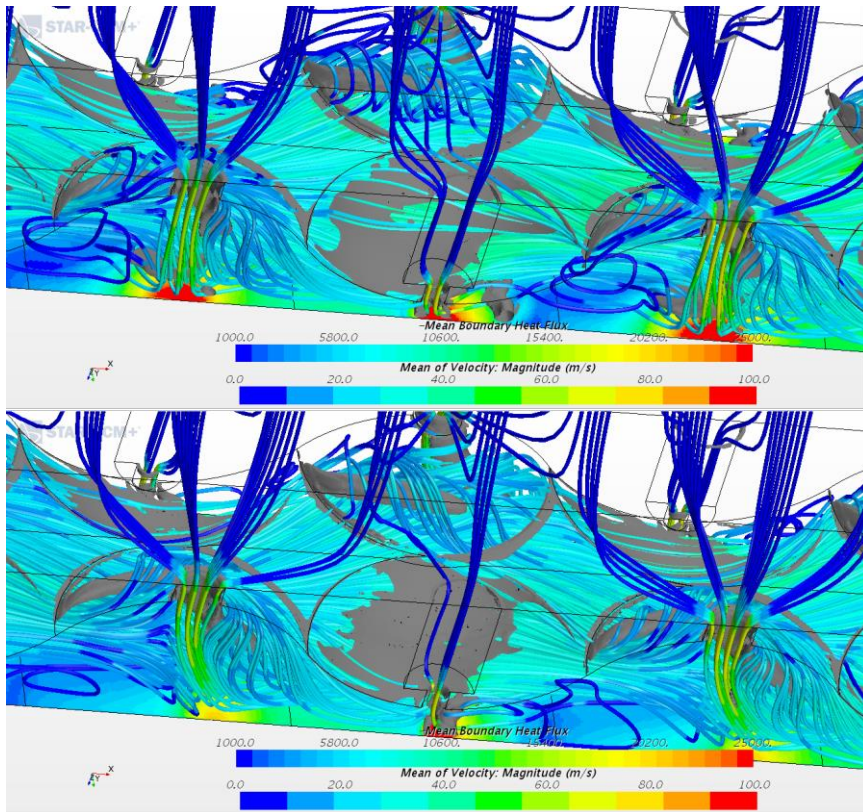 STAR-CCM+
-Mean Boundary Heat Flux
1000.0 5800.0 10600. 15400. 20200. 25000.
Mean of Velocity: Magnitude (m/s)
0.0 20.0 40.0 60.0 80.0 100.0
X
Y
STAR-CCM+
-Mean Boundary Heat Flux
1000.0 5800.0 10600. 15400. 20200. 25000.
Mean of Velocity: Magnitude (m/s)
0.0 20.0 40.0 60.0 80.0 100.0
X
Y